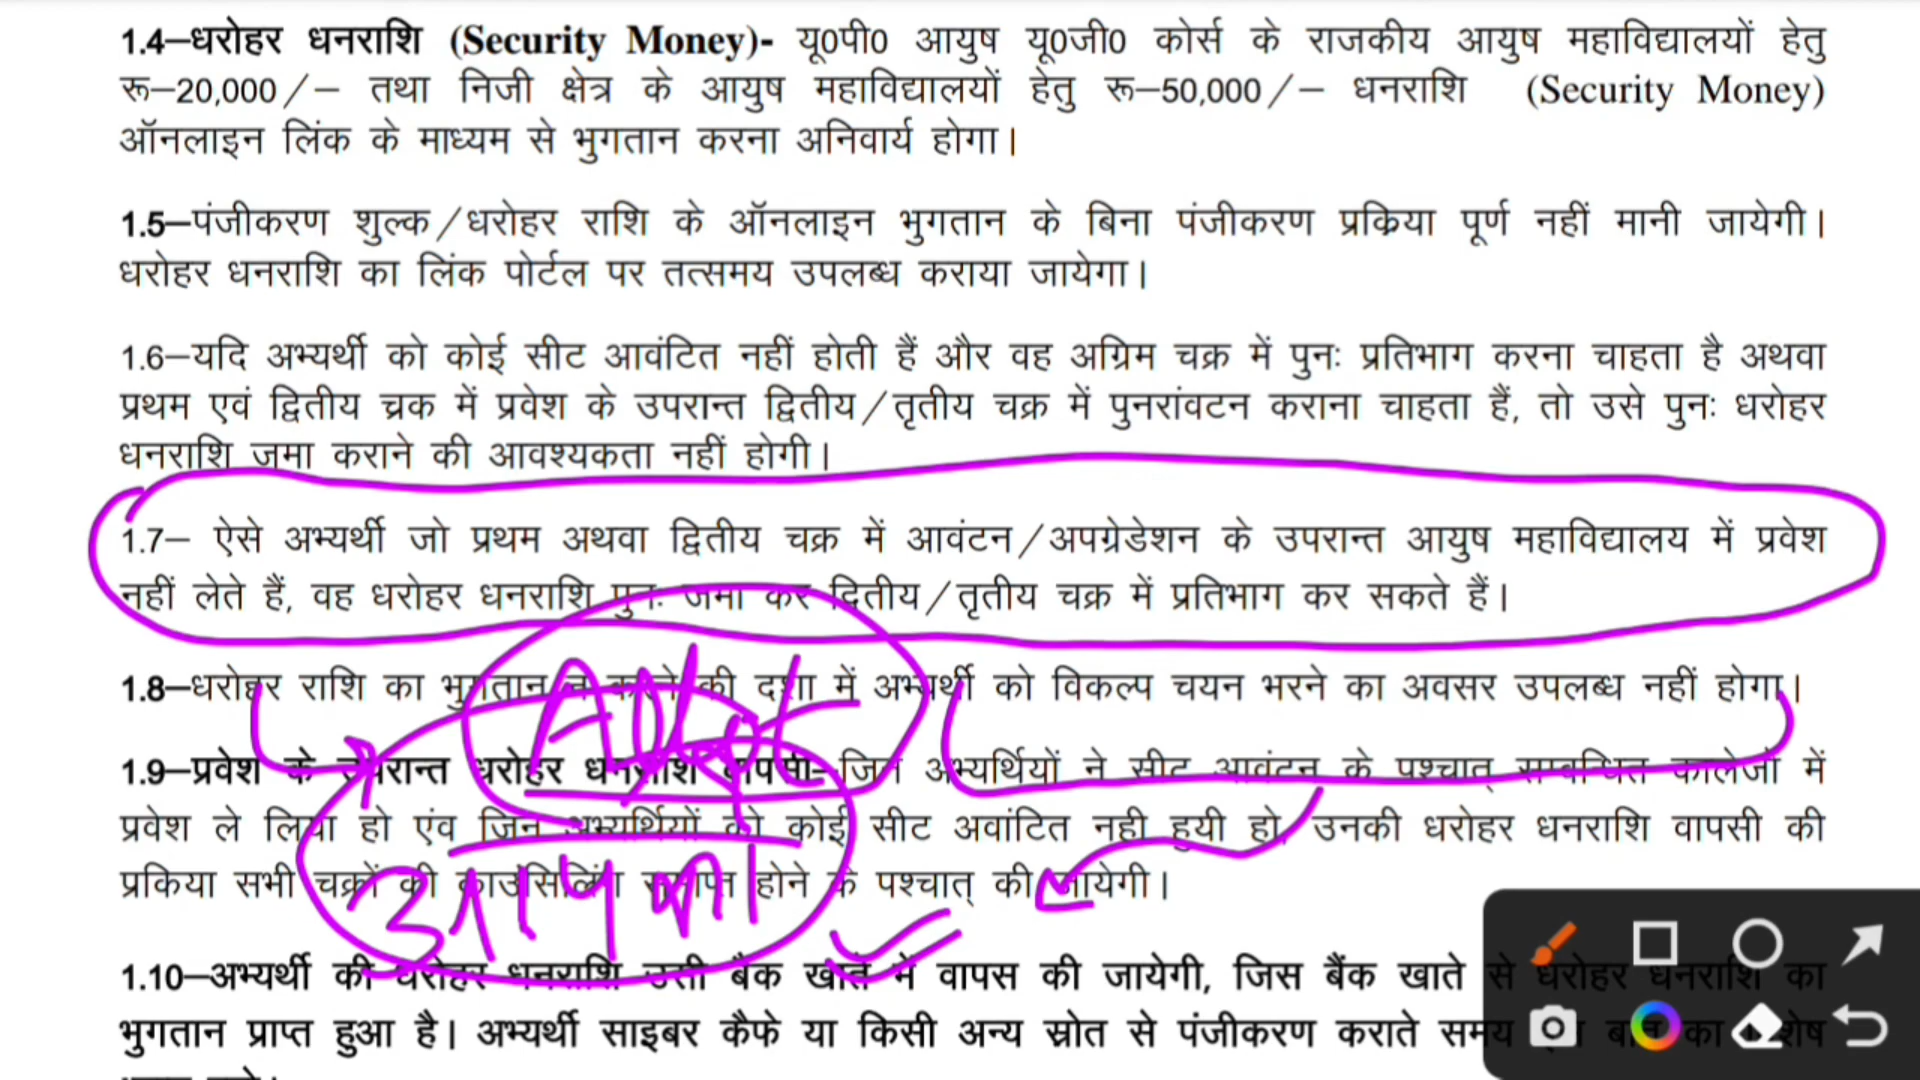 1.4–धरोहर धनराशि (Security Money)- यू0पी0 आयुष यू0जी0 कोर्स के राजकीय आयुष महाविद्यालयों हेतु
रू–20,000/– तथा निजी क्षेत्र के आयुष महाविद्यालयों हेतु रू–50,000/– धनराशि (Security Money)
ऑनलाइन लिंक के माध्यम से भुगतान करना अनिवार्य होगा।
1.5–पंजीकरण शुल्क/धरोहर राशि के ऑनलाइन भुगतान के बिना पंजीकरण प्रक्रिया पूर्ण नहीं मानी जायेगी।
धरोहर धनराशि का लिंक पोर्टल पर तत्समय उपलब्ध कराया जायेगा।
1.6–यदि अभ्यर्थी को कोई सीट आवंटित नहीं होती हैं और वह अग्रिम चक्र में पुनः प्रतिभाग करना चाहता है अथवा
प्रथम एवं द्वितीय च्रक में प्रवेश के उपरान्त द्वितीय/तृतीय चक्र में पुनरांवटन कराना चाहता हैं, तो उसे पुनः धरोहर
धनराशि जमा कराने की आवश्यकता नहीं होगी।
1.7– ऐसे अभ्यर्थी जो प्रथम अथवा द्वितीय चक्र में आवंटन/अपग्रेडेशन के उपरान्त आयुष महाविद्यालय में प्रवेश
नहीं लेते हैं, वह धरोहर धनराशि पुनः जमा कर द्वितीय/तृतीय चक्र में प्रतिभाग कर सकते हैं।
1.8–धरोहर राशि का भुगतान न करने की दशा में अभ्यर्थी को विकल्प चयन भरने का अवसर उपलब्ध नहीं होगा।
1.9–प्रवेश के उपरान्त धरोहर धनराशि वापसी– जिन अभ्यर्थियों ने सीट आवंटन के पश्चात् सम्बन्धित कालेजों में
प्रवेश ले लिया हो एंव जिन अभ्यर्थियों को कोई सीट अवांटित नही हुयी हो, उनकी धरोहर धनराशि वापसी की
प्रकिया सभी चक्रों की काउंसिलिंग समाप्त होने के पश्चात् की जायेगी।
1.10–अभ्यर्थी की धरोहर धनराशि उसी बैंक खाते में वापस की जायेगी, जिस बैंक खाते से धरोहर धनराशि का
भुगतान प्राप्त हुआ है। अभ्यर्थी साइबर कैफे या किसी अन्य स्रोत से पंजीकरण कराते समय